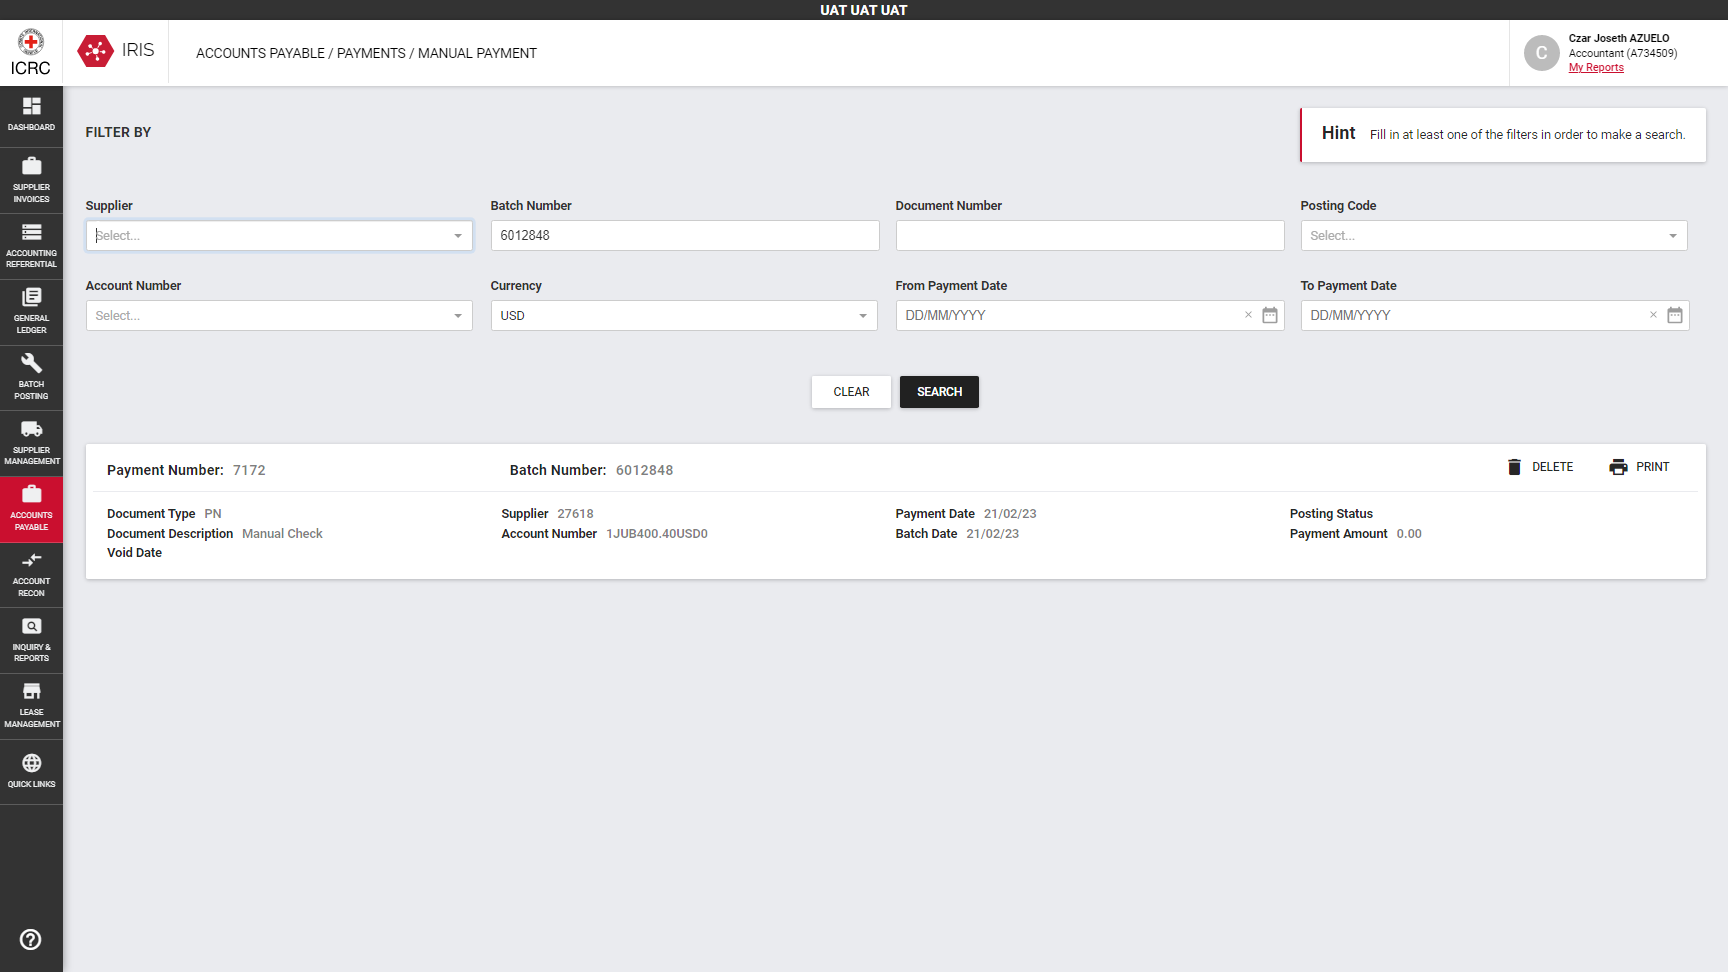 UAT UAT UAT
ICRC
IRIS
ACCOUNTS PAYABLE / PAYMENTS / MANUAL PAYMENT
C
Czar Joseth AZUELO
Accountant (A734509)
My Reports
DASHBOARD
SUPPLIER
INVOICES
ACCOUNTING
REFERENTIAL
GENERAL
LEDGER
BATCH
POSTING
SUPPLIER
MANAGEMENT
ACCOUNTS
PAYABLE
ACCOUNT
RECON
INQUIRY &
REPORTS
LEASE
MANAGEMENT
QUICK LINKS
FILTER BY
Hint Fill in at least one of the filters in order to make a search.
Supplier Batch Number Document Number Posting Code
Select... 6012848 Select...
Account Number Currency From Payment Date To Payment Date
Select... USD DD/MM/YYYY × DD/MM/YYYY ×
CLEAR SEARCH
Payment Number: 7172 Batch Number: 6012848 DELETE PRINT
Document Type PN Supplier 27618 Payment Date 21/02/23 Posting Status
Document Description Manual Check Account Number 1JUB400.40USD0 Batch Date 21/02/23 Payment Amount 0.00
Void Date